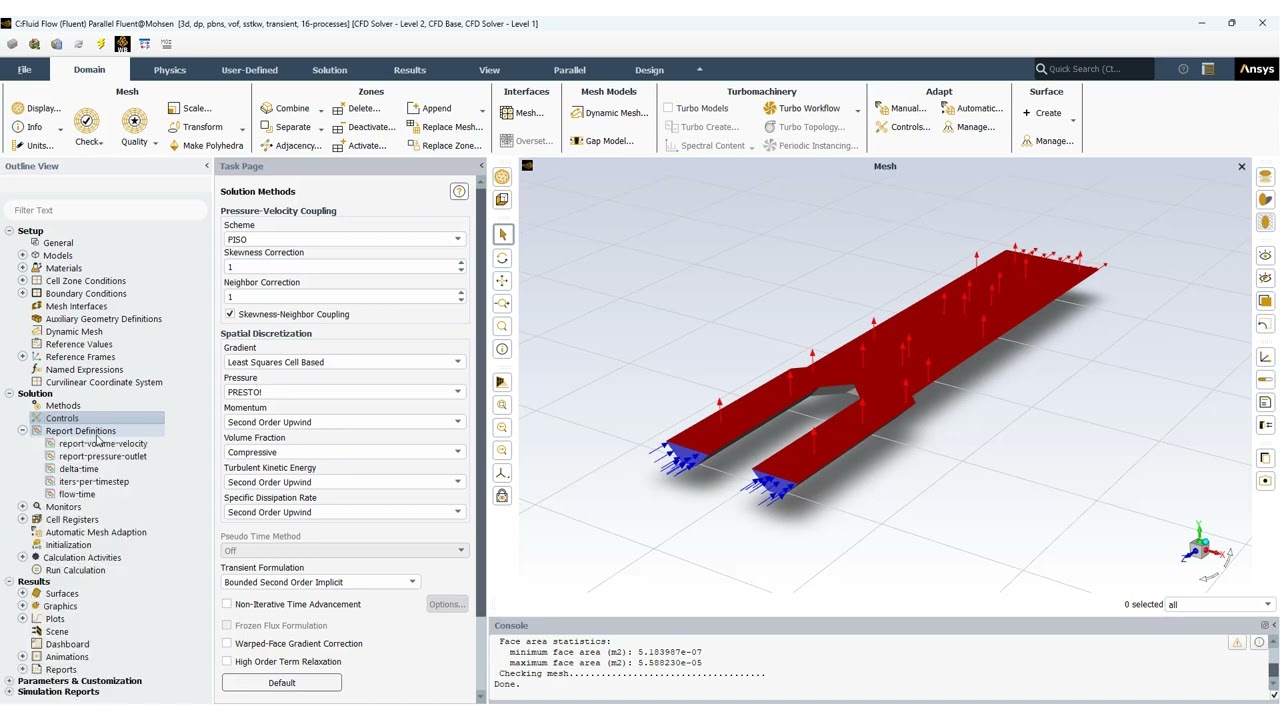 C:Fluid Flow (Fluent) Parallel Fluent@Mohsen [3d, dp, pbns, vof, sstkw, transient, 16-processes] [CFD Solver - Level 2, CFD Base, CFD Solver - Level 1]
File Domain Physics User-Defined Solution Results View Parallel Design Quick Search (Ct... Ansys
Mesh Zones Interfaces Mesh Models Turbomachinery Adapt Surface
Display... Scale... Combine Delete... Append Mesh... Dynamic Mesh... Turbo Models Turbo Workflow Manual... Automatic... Create
Info Transform Separate Deactivate... Replace Mesh... Turbo Create... Turbo Topology... Controls... Manage...
Units... Check Quality Make Polyhedra Adjacency... Activate... Replace Zone... Overset... Gap Model... Spectral Content Periodic Instancing... Manage...
Outline View
Filter Text
Setup
General
Models
Materials
Cell Zone Conditions
Boundary Conditions
Mesh Interfaces
Auxiliary Geometry Definitions
Dynamic Mesh
Reference Values
Reference Frames
Named Expressions
Curvilinear Coordinate System
Solution
Methods
Controls
Report Definitions
report-volume-velocity
report-pressure-outlet
delta-time
iters-per-timestep
flow-time
Monitors
Cell Registers
Automatic Mesh Adaption
Initialization
Calculation Activities
Run Calculation
Results
Surfaces
Graphics
Plots
Scene
Dashboard
Animations
Reports
Parameters & Customization
Simulation Reports
Task Page
Solution Methods
Pressure-Velocity Coupling
Scheme
PISO
Skewness Correction
1
Neighbor Correction
1
Skewness-Neighbor Coupling
Spatial Discretization
Gradient
Least Squares Cell Based
Pressure
PRESTO!
Momentum
Second Order Upwind
Volume Fraction
Compressive
Turbulent Kinetic Energy
Second Order Upwind
Specific Dissipation Rate
Second Order Upwind
Pseudo Time Method
Off
Transient Formulation
Bounded Second Order Implicit
Non-Iterative Time Advancement Options...
Frozen Flux Formulation
Warped-Face Gradient Correction
High Order Term Relaxation
Default
Mesh
Y
X
Z
0 selected all
Console
Face area statistics:
minimum face area (m2): 5.183987e-07
maximum face area (m2): 5.588230e-05
Checking mesh....................................
Done.